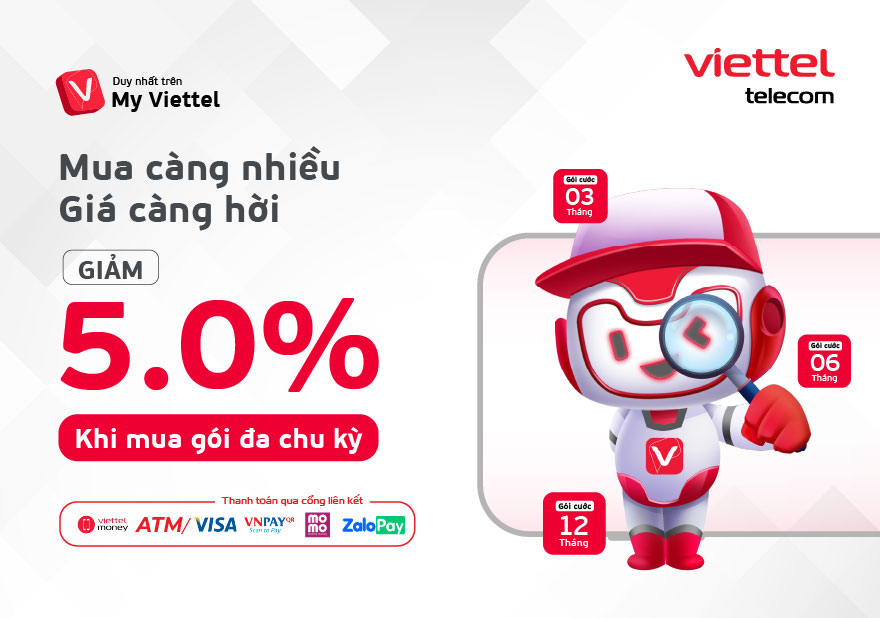 Duy nhất trên
My Viettel
viettel
telecom
Mua càng nhiều
Giá càng hời
GIẢM
5.0%
Khi mua gói đa chu kỳ
Thanh toán qua cổng liên kết
viettel
money
ATM/ VISA
VNPAYQR
Scan to Pay
mo
mo
ZaloPay
Gói cước
03
Tháng
Gói cước
06
Tháng
Gói cước
12
Tháng